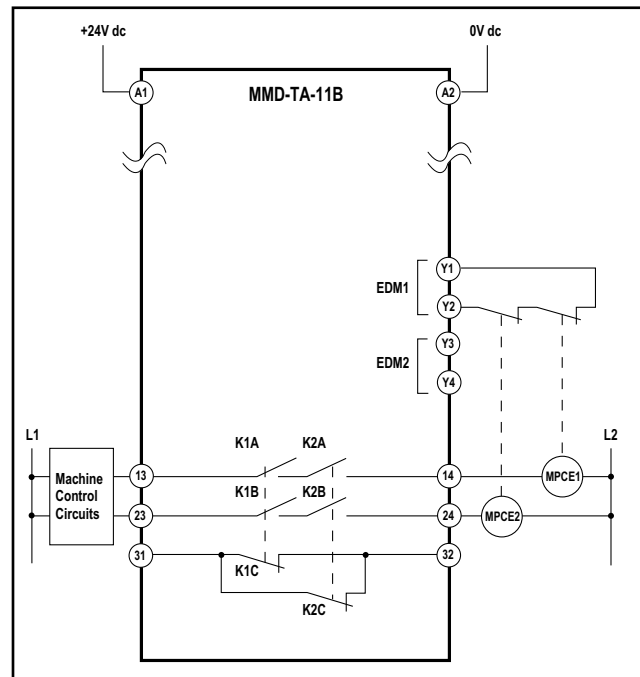 +24V dc
0V dc
A1
MMD-TA-11B
A2
Y1
EDM1
Y2
Y3
EDM2
Y4
L1
K1A
K2A
L2
Machine
Control
Circuits
13
14
MPCE1
K1B
K2B
23
24
MPCE2
31
32
K1C
K2C